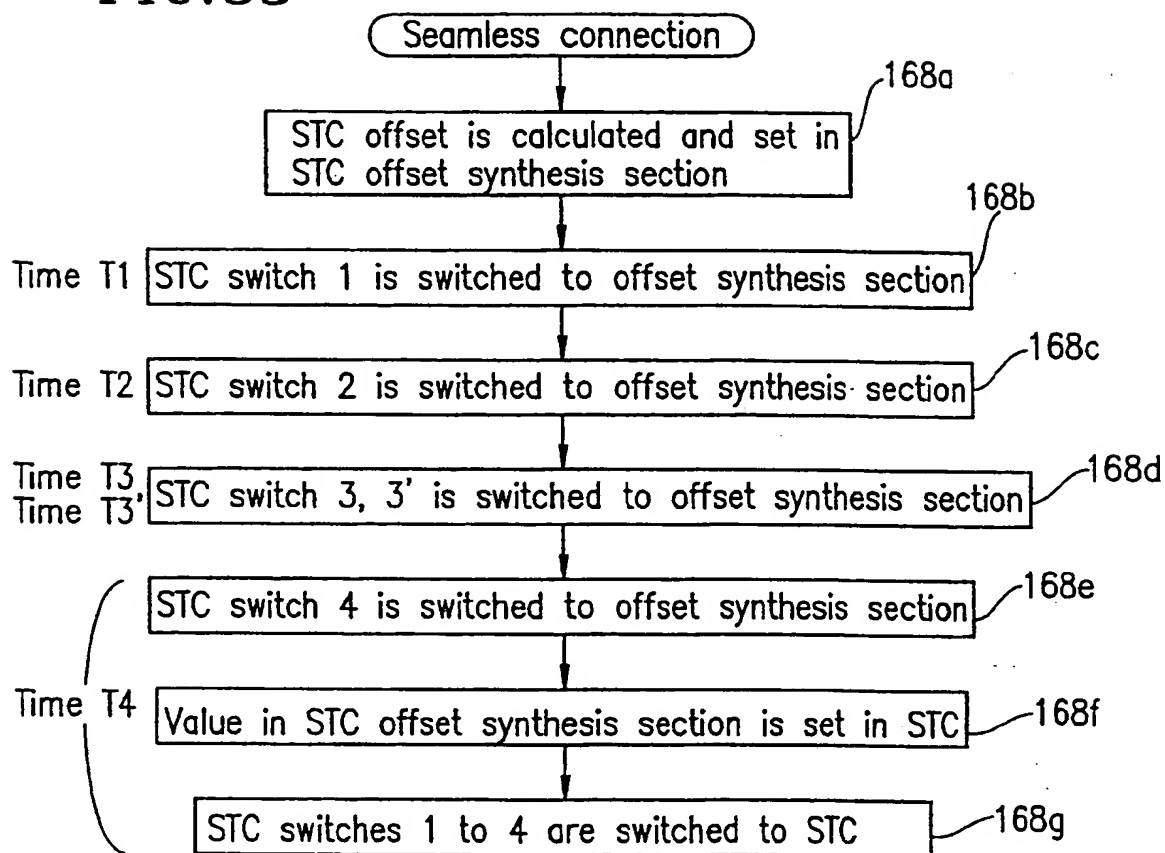 Seamless connection
168a
STC offset is calculated and set in
STC offset synthesis section
168b
Time T1 STC switch 1 is switched to offset synthesis section
168c
Time T2 STC switch 2 is switched to offset synthesis section
168d
Time T3,
Time T3'
STC switch 3, 3' is switched to offset synthesis section
168e
STC switch 4 is switched to offset synthesis section
Time T4
168f
Value in STC offset synthesis section is set in STC
168g
STC switches 1 to 4 are switched to STC